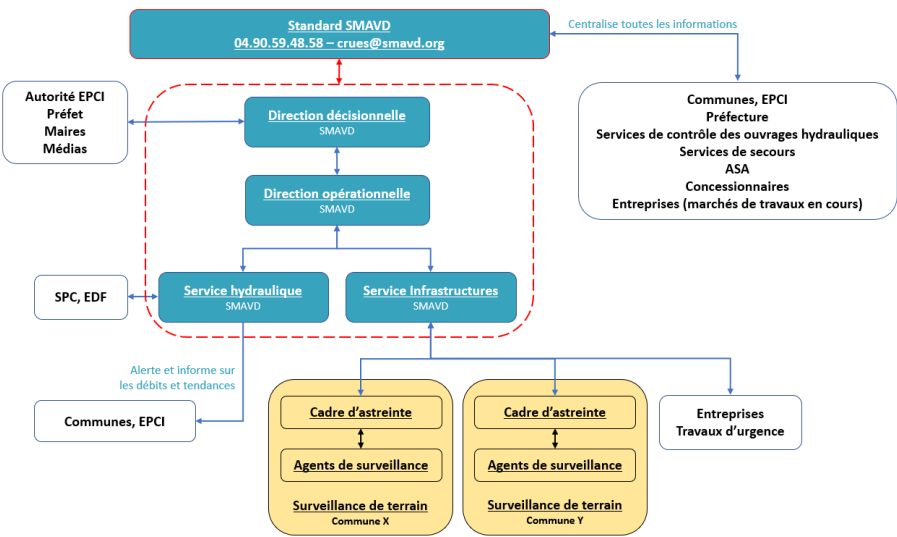 Standard SMAVD
04.90.59.48.58 – crues@smavd.org
Centralise toutes les informations
Autorité EPCI
Préfet
Maires
Médias
Direction décisionnelle
SMAVD
Communes, EPCI
Préfecture
Services de contrôle des ouvrages hydrauliques
Services de secours
ASA
Concessionnaires
Entreprises (marchés de travaux en cours)
Direction opérationnelle
SMAVD
SPC, EDF
Service hydraulique
SMAVD
Service Infrastructures
SMAVD
Alerte et informe sur
les débits et tendances
Communes, EPCI
Cadre d’astreinte
Agents de surveillance
Surveillance de terrain
Commune X
Cadre d’astreinte
Agents de surveillance
Surveillance de terrain
Commune Y
Entreprises
Travaux d’urgence